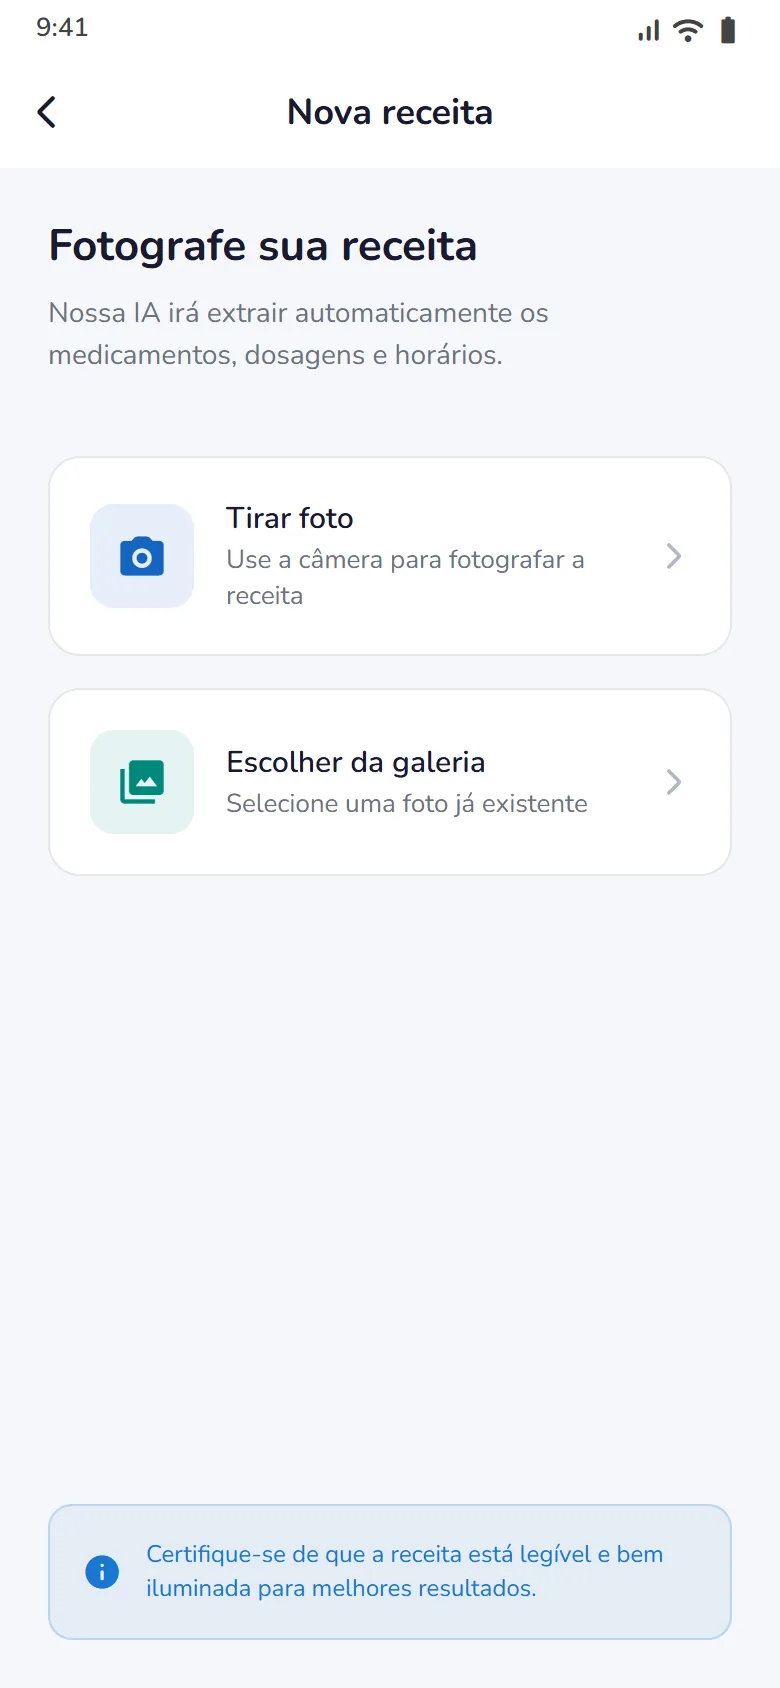 9:41
Nova receita
Fotografe sua receita
Nossa IA irá extrair automaticamente os
medicamentos, dosagens e horários.
Tirar foto
Use a câmera para fotografar a
receita
Escolher da galeria
Selecione uma foto já existente
Certifique-se de que a receita está legível e bem
iluminada para melhores resultados.